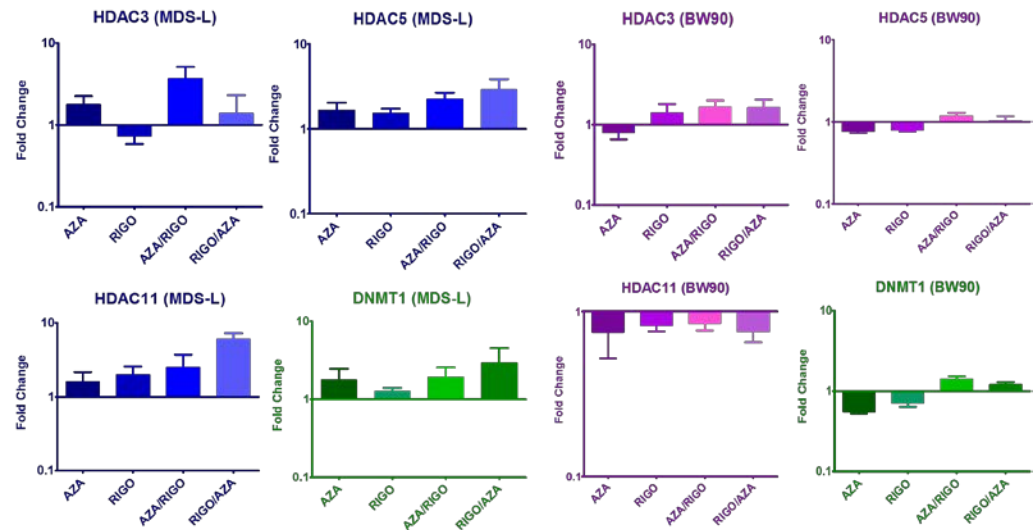 HDAC3 (MDS-L)
10
1
0.1
Fold Change
AZA
RIGO
AZA/RIGO
RIGO/AZA
HDAC5 (MDS-L)
10
1
0.1
Fold Change
AZA
RIGO
AZA/RIGO
RIGO/AZA
HDAC3 (BW90)
10
1
0.1
Fold Change
AZA
RIGO
AZA/RIGO
RIGO/AZA
HDAC5 (BW90)
10
1
0.1
Fold Change
AZA
RIGO
AZA/RIGO
RIGO/AZA
HDAC11 (MDS-L)
10
1
0.1
Fold Change
AZA
RIGO
AZA/RIGO
RIGO/AZA
DNMT1 (MDS-L)
10
1
0.1
Fold Change
AZA
RIGO
AZA/RIGO
RIGO/AZA
HDAC11 (BW90)
1
0.1
Fold Change
AZA
RIGO
AZA/RIGO
RIGO/AZA
DNMT1 (BW90)
10
1
0.1
Fold Change
AZA
RIGO
AZA/RIGO
RIGO/AZA